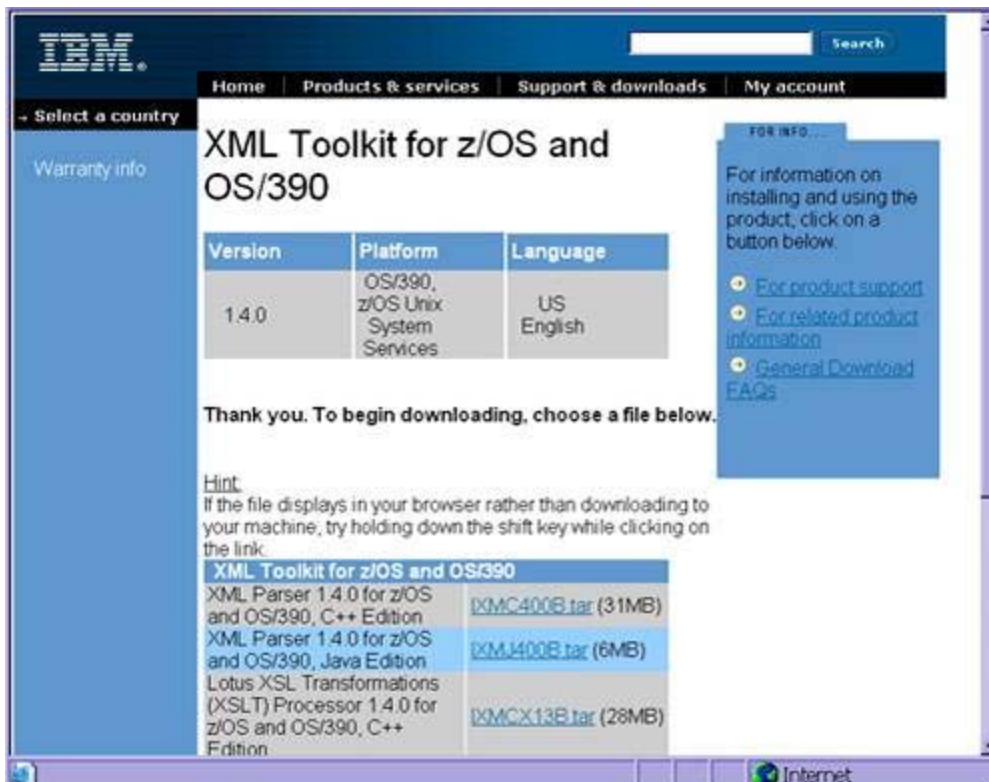 IBM.
Search
Home
Products & services
Support & downloads
My account
Select a country
Warranty info
XML Toolkit for z/OS and
OS/390
Version
Platform
Language
1.4.0
OS/390,
z/OS Unix
System
Services
US
English
Thank you. To begin downloading, choose a file below.
Hint:
If the file displays in your browser rather than downloading to
your machine, try holding down the shift key while clicking on
the link.
XML Toolkit for z/OS and OS/390
XML Parser 1.4.0 for z/OS
and OS/390, C++ Edition
IXMC400B.tar (31MB)
XML Parser 1.4.0 for z/OS
and OS/390, Java Edition
IXMJ400B.tar (6MB)
Lotus XSL Transformations
(XSLT) Processor 1.4.0 for
z/OS and OS/390, C++
Edition
IXMCX13B.tar (28MB)
FOR INFO....
For information on
installing and using the
product, click on a
button below.
For product support
For related product
information
General Download
FAQs
Internet